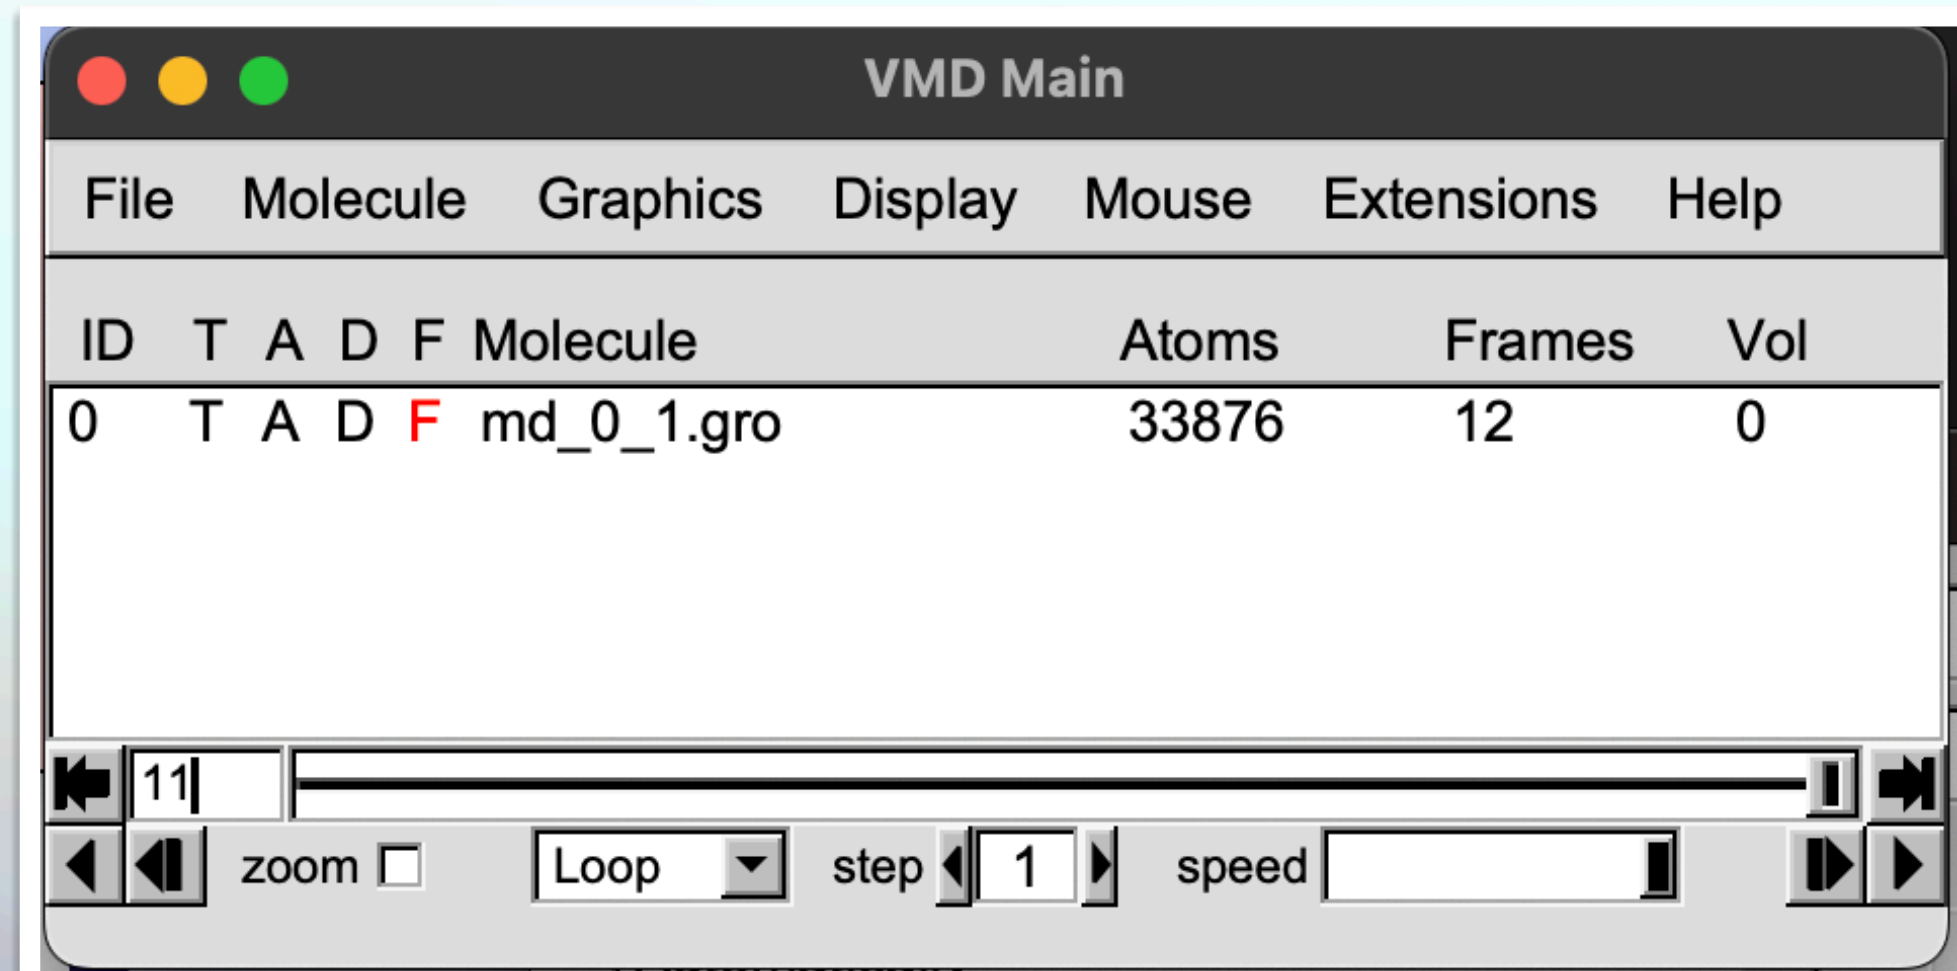 VMD Main
File Molecule Graphics Display Mouse Extensions Help
ID T A D F Molecule Atoms Frames Vol
0 T A D F md_0_1.gro 33876 12 0
11
zoom Loop step 1 speed